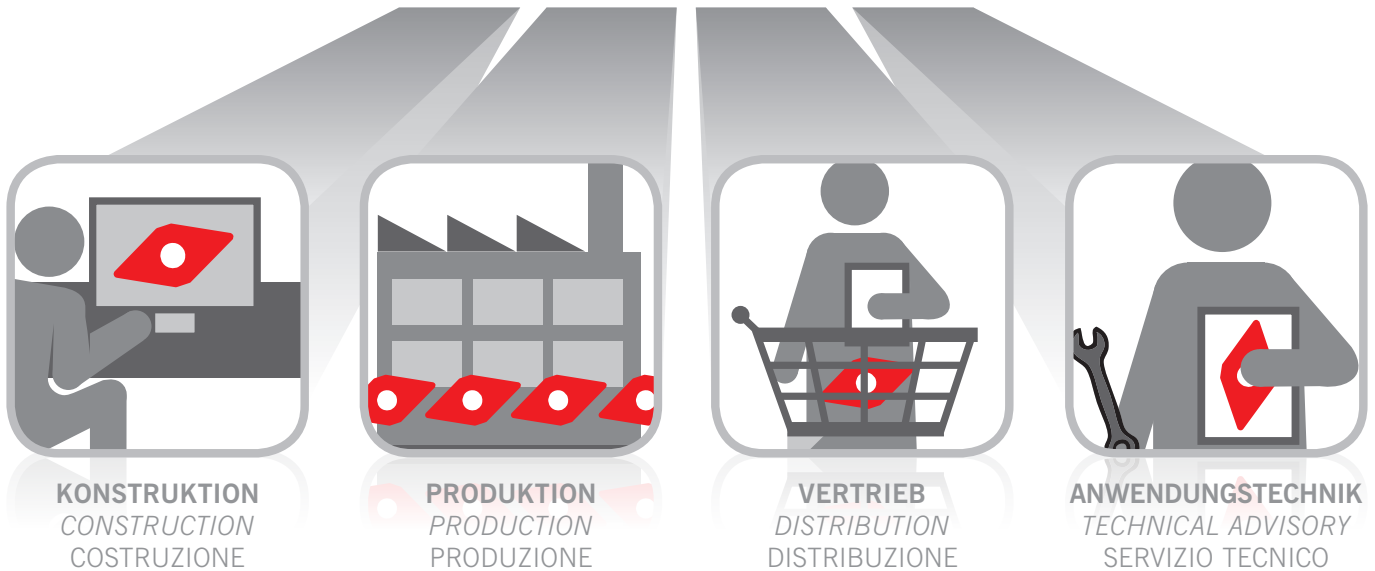 KONSTRUKTION
CONSTRUCTION
COSTRUZIONE
PRODUKTION
PRODUCTION
PRODUZIONE
VERTRIEB
DISTRIBUTION
DISTRIBUZIONE
ANWENDUNGSTECHNIK
TECHNICAL ADVISORY
SERVIZIO TECNICO